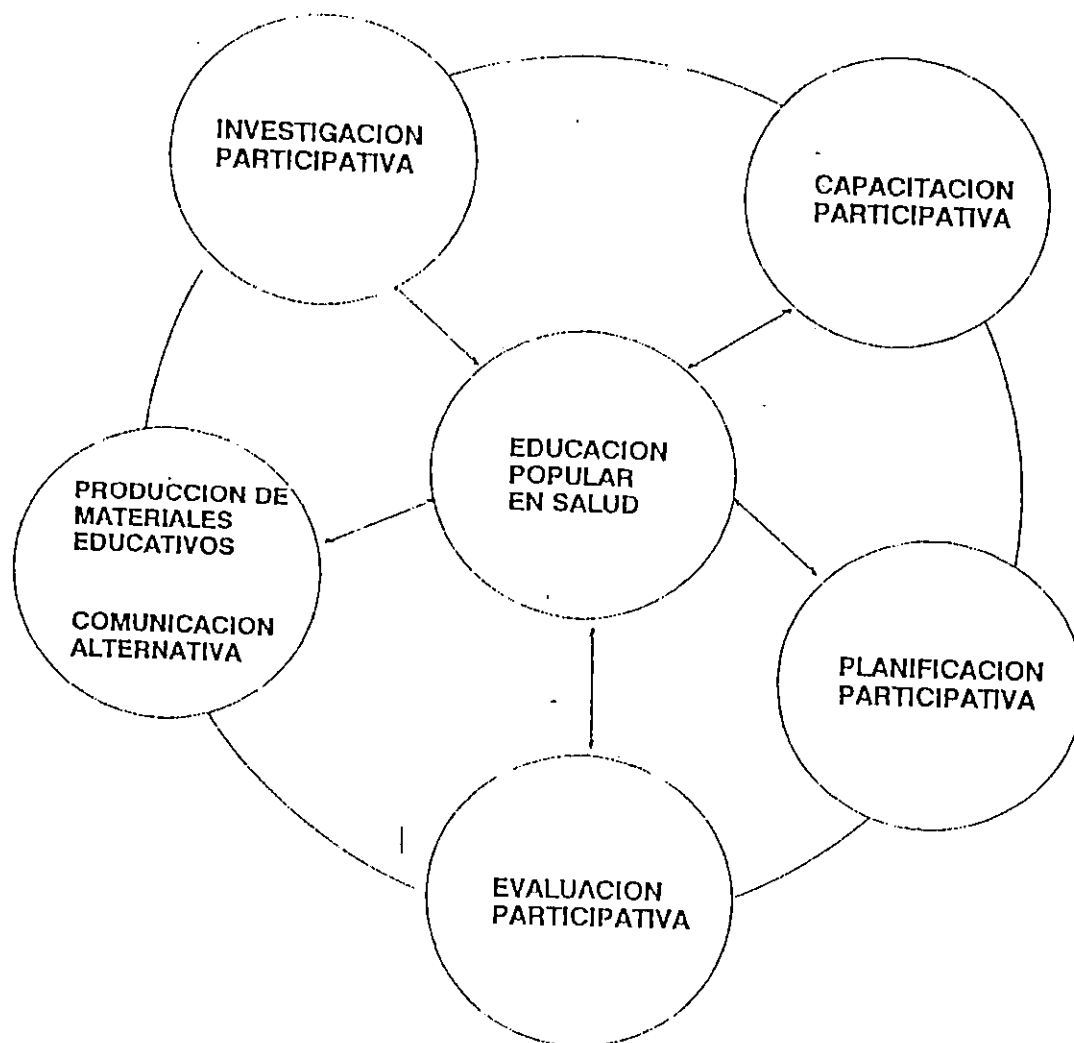 INVESTIGACION
PARTICIPATIVA
CAPACITACION
PARTICIPATIVA
EDUCACION
POPULAR
EN SALUD
PRODUCCION DE
MATERIALES
EDUCATIVOS
COMUNICACION
ALTERNATIVA
PLANIFICACION
PARTICIPATIVA
EVALUACION
PARTICIPATIVA